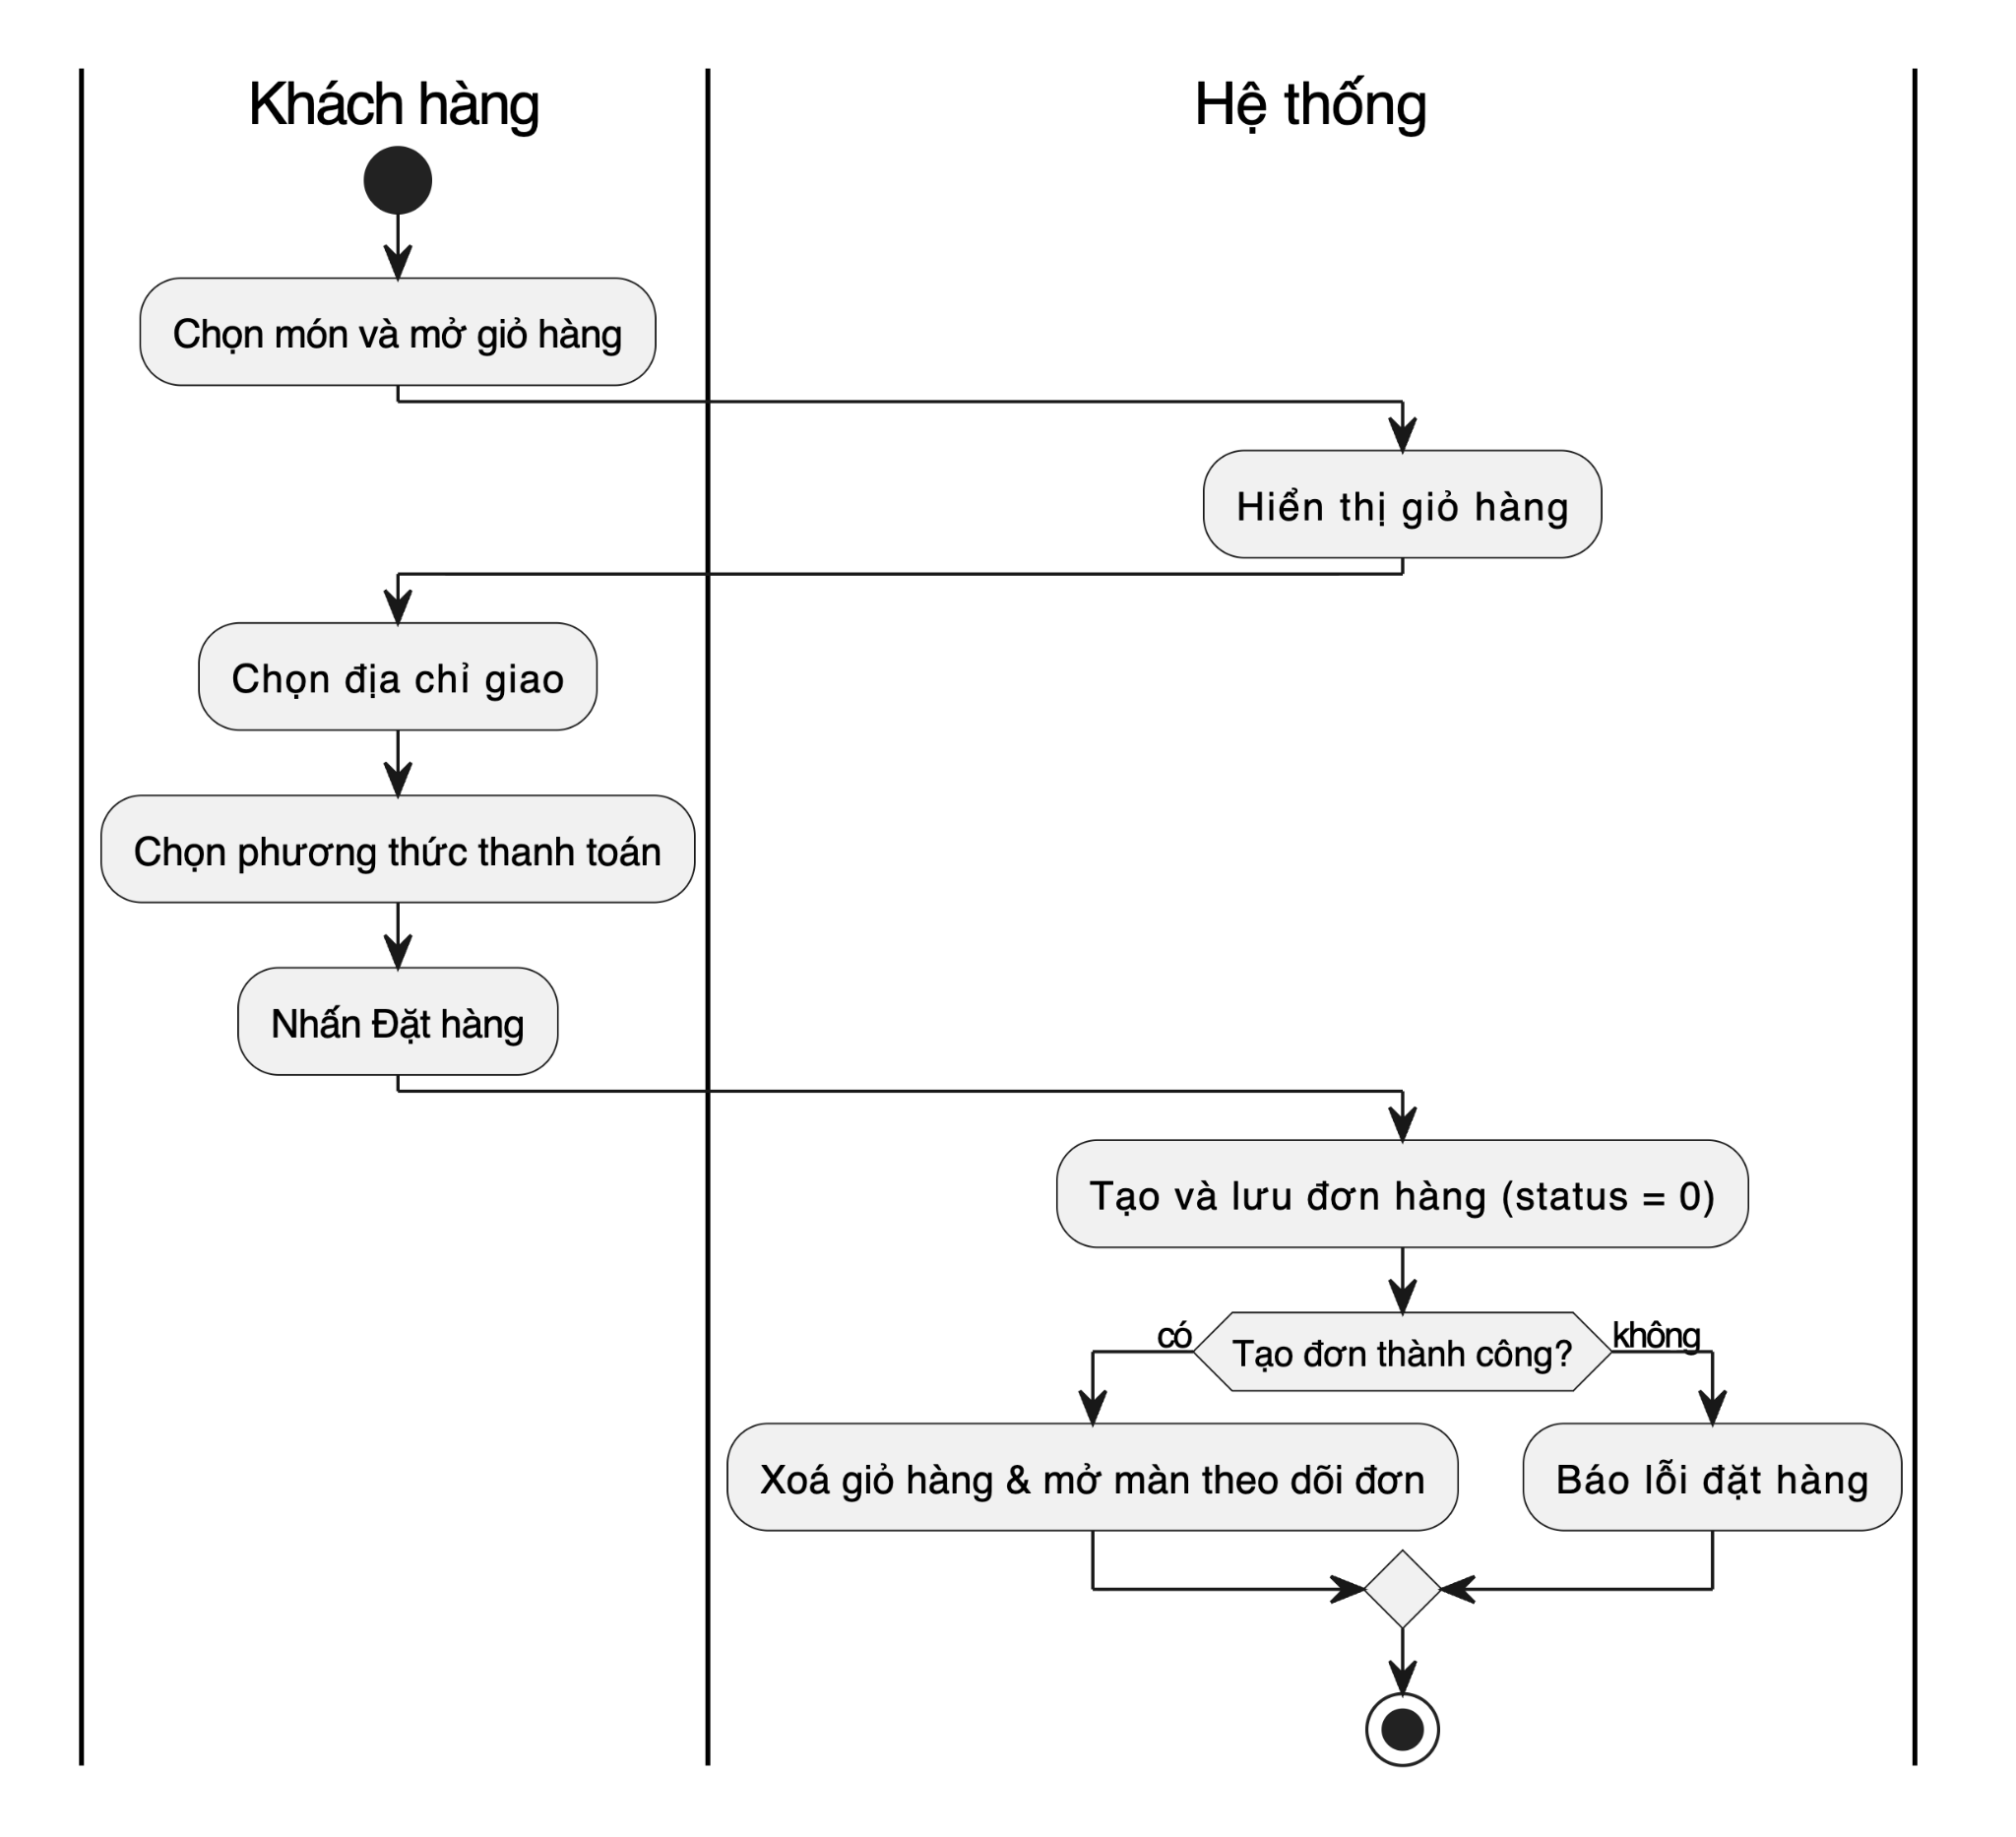 Khách hàng
Hệ thống
Chọn món và mở giỏ hàng
Hiển thị giỏ hàng
Chọn địa chỉ giao
Chọn phương thức thanh toán
Nhấn Đặt hàng
Tạo và lưu đơn hàng (status = 0)
có
Tạo đơn thành công?
không
Xoá giỏ hàng & mở màn theo dõi đơn
Báo lỗi đặt hàng